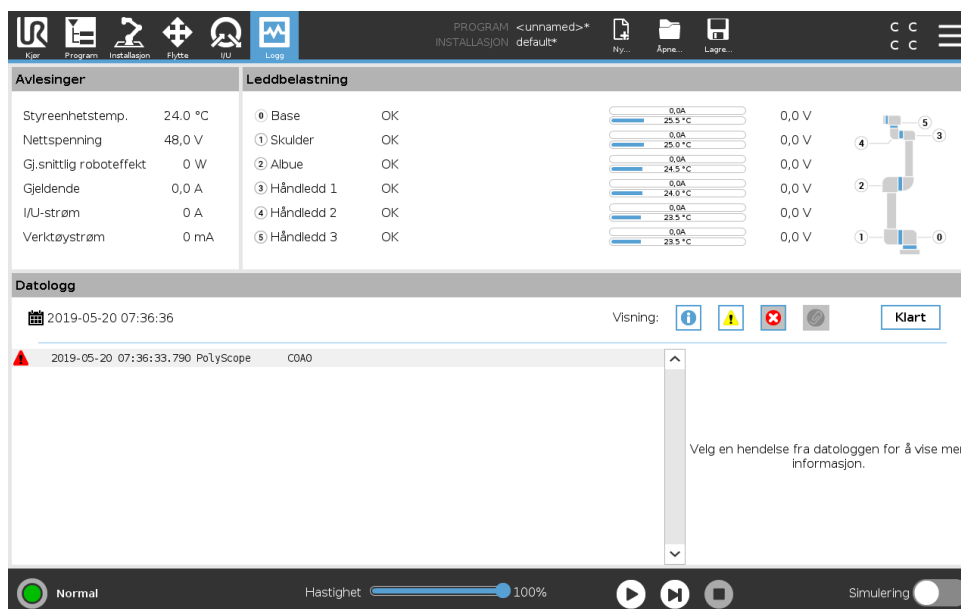 PROGRAM <unnamed>*
INSTALLASJON default*
C C
C C
Kjør Program Installasjon Flytte I/U Logg Ny... Åpne... Lagre...
Avlesinger
Styreenhetstemp. 24.0 °C
Nettspenning 48,0 V
Gj.snittlig roboteffekt 0 W
Gjeldende 0,0 A
I/U-strøm 0 A
Verktøystrøm 0 mA
Leddbelastning
0 Base OK 0,0A 25.5 °C 0,0 V
1 Skulder OK 0,0A 25.0 °C 0,0 V
2 Albue OK 0,0A 24.5 °C 0,0 V
3 Håndledd 1 OK 0,0A 24.0 °C 0,0 V
4 Håndledd 2 OK 0,0A 23.5 °C 0,0 V
5 Håndledd 3 OK 0,0A 23.5 °C 0,0 V
5
4 3
2
1 0
Datologg
2019-05-20 07:36:36 Visning: Klart
2019-05-20 07:36:33.790 PolyScope C0A0
Velg en hendelse fra datologgen for å vise mer
informasjon.
Normal Hastighet 100% Simulering